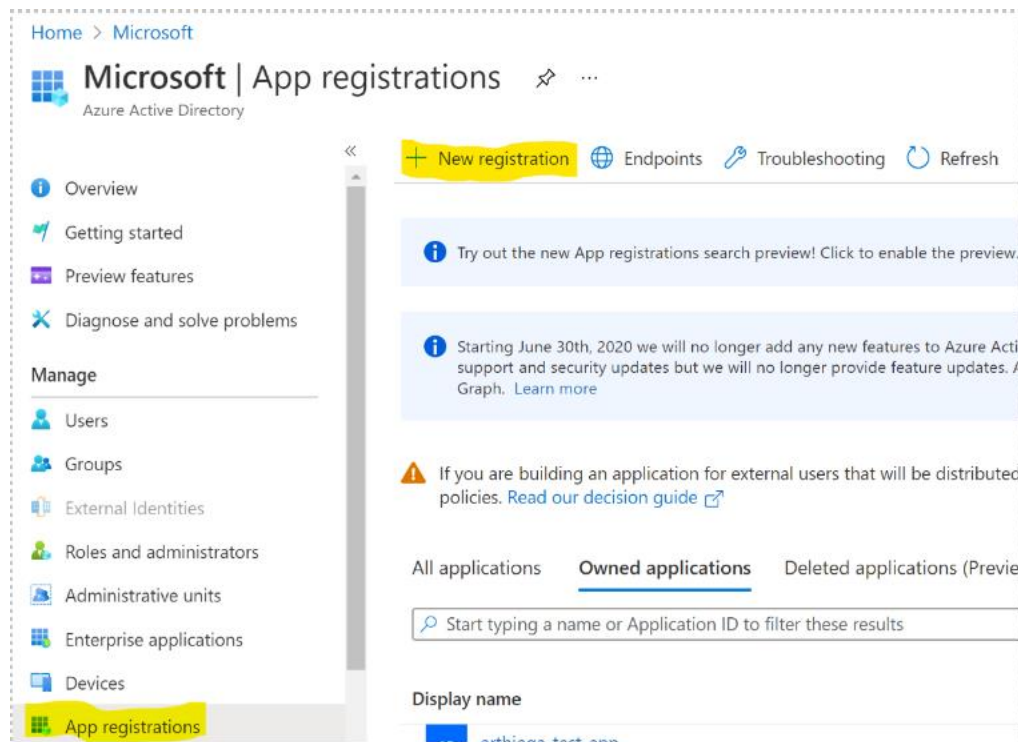 Home > Microsoft
Microsoft | App registrations
Azure Active Directory
Overview
Getting started
Preview features
Diagnose and solve problems
Manage
Users
Groups
External Identities
Roles and administrators
Administrative units
Enterprise applications
Devices
App registrations
New registration Endpoints Troubleshooting Refresh
Try out the new App registrations search preview! Click to enable the preview.
Starting June 30th, 2020 we will no longer add any new features to Azure Acti
support and security updates but we will no longer provide feature updates. A
Graph. Learn more
If you are building an application for external users that will be distributed
policies. Read our decision guide
All applications Owned applications Deleted applications (Previe
Start typing a name or Application ID to filter these results
Display name